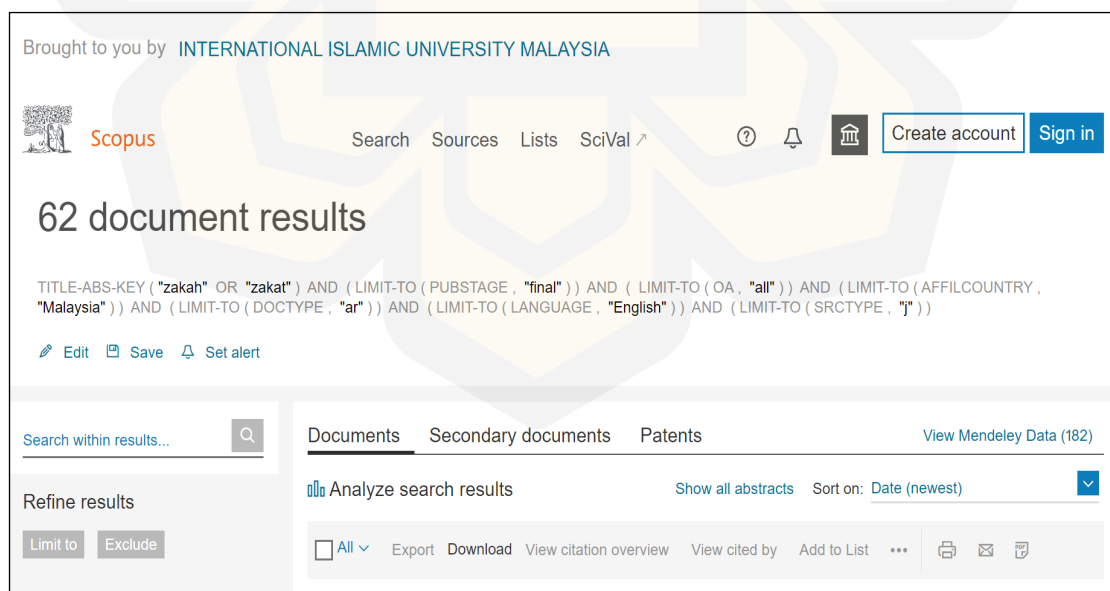 Brought to you by INTERNATIONAL ISLAMIC UNIVERSITY MALAYSIA
Scopus Search Sources Lists SciVal ↗ Create account Sign in
62 document results
TITLE-ABS-KEY ( "zakah" OR "zakat" ) AND ( LIMIT-TO ( PUBSTAGE , "final" ) ) AND ( LIMIT-TO ( OA , "all" ) ) AND ( LIMIT-TO ( AFFILCOUNTRY ,
"Malaysia" ) ) AND ( LIMIT-TO ( DOCTYPE , "ar" ) ) AND ( LIMIT-TO ( LANGUAGE , "English" ) ) AND ( LIMIT-TO ( SRCTYPE , "j" ) )
Edit Save Set alert
Search within results...
Documents Secondary documents Patents View Mendeley Data (182)
Refine results
Limit to Exclude
Analyze search results Show all abstracts Sort on: Date (newest)
All Export Download View citation overview View cited by Add to List ••• PDF